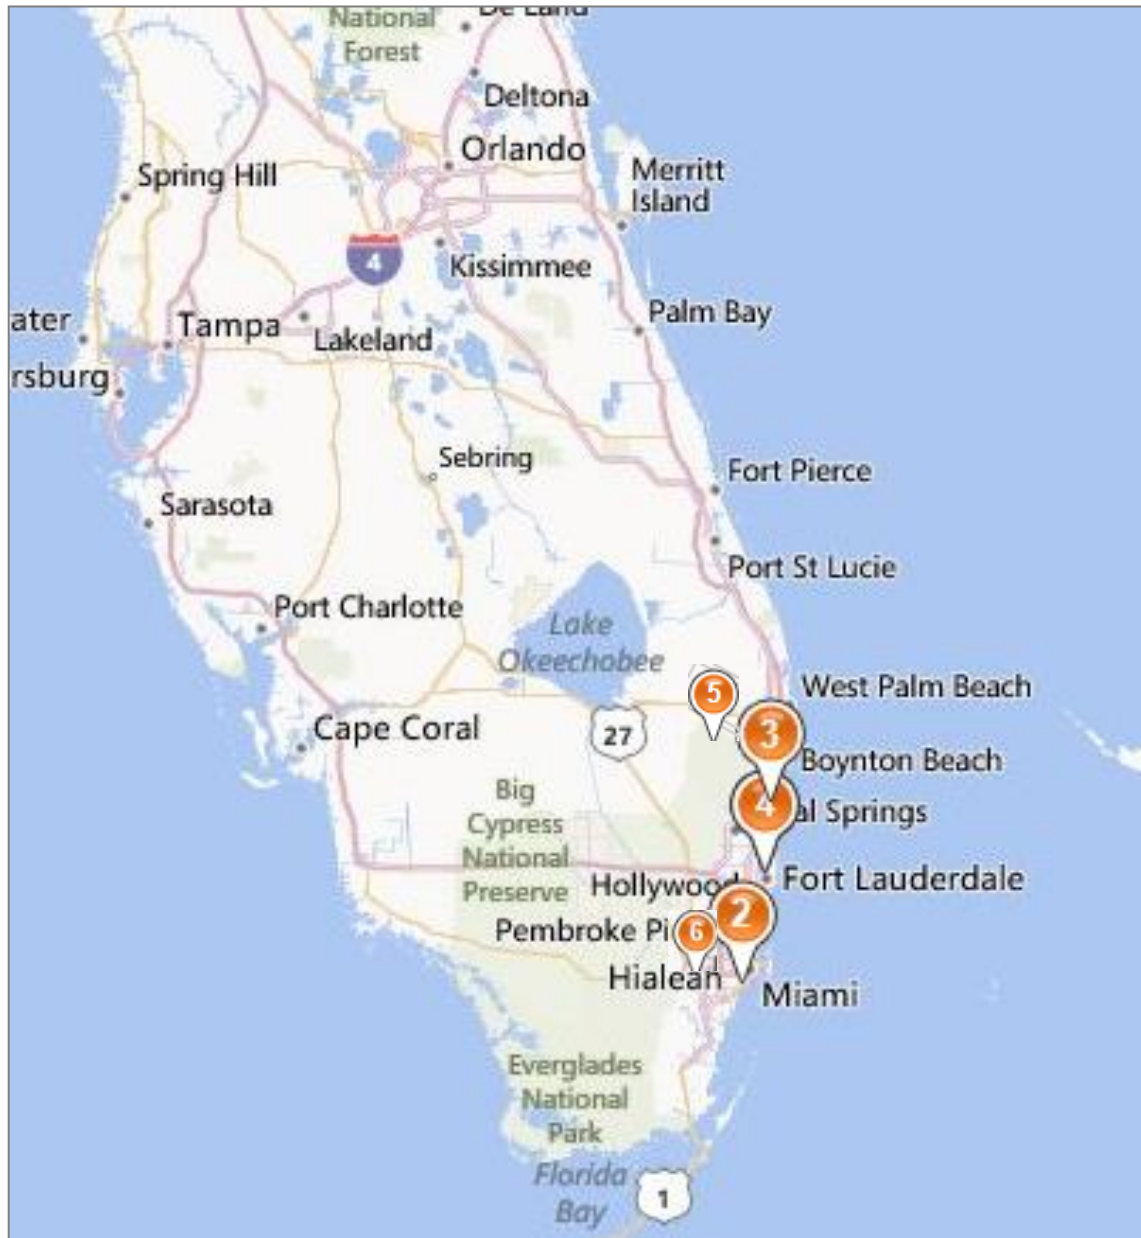 De Land
National
Forest
Deltona
Orlando
Merritt
Island
Spring Hill
4
Kissimmee
Palm Bay
ater
Tampa
Lakeland
rsburg
Sebring
Fort Pierce
Sarasota
Port St Lucie
Port Charlotte
Lake
Okeechobee
5
West Palm Beach
Cape Coral
27
3
Boynton Beach
Big
Cypress
National
Preserve
4
al Springs
Hollywood
Fort Lauderdale
2
Pembroke Pi
6
Hialeah
Miami
Everglades
National
Park
Florida
Bay
1